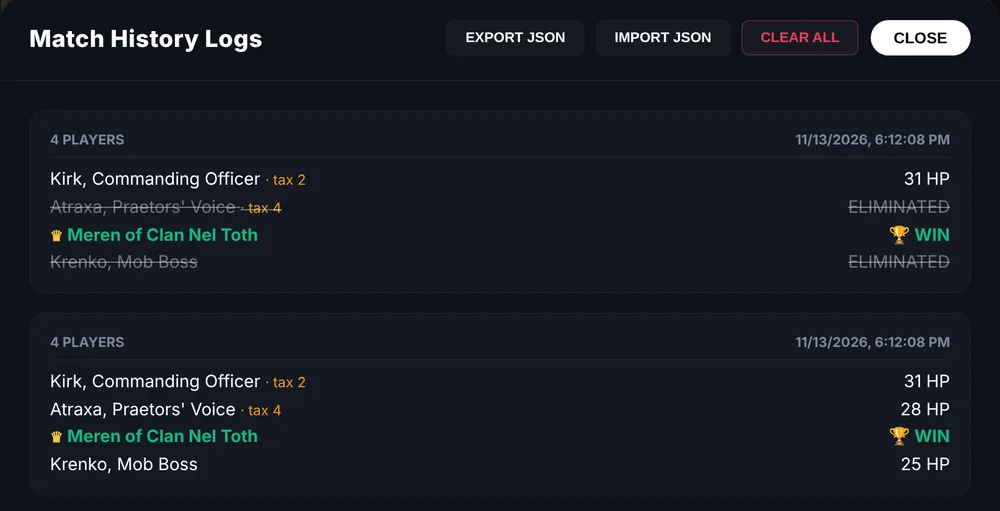 Match History Logs
EXPORT JSON
IMPORT JSON
CLEAR ALL
CLOSE
4 PLAYERS 11/13/2026, 6:12:08 PM
Kirk, Commanding Officer · tax 2 31 HP
Atraxa, Praetors' Voice · tax 4 ELIMINATED
Meren of Clan Nel Toth WIN
Krenko, Mob Boss ELIMINATED
4 PLAYERS 11/13/2026, 6:12:08 PM
Kirk, Commanding Officer · tax 2 31 HP
Atraxa, Praetors' Voice · tax 4 28 HP
Meren of Clan Nel Toth WIN
Krenko, Mob Boss 25 HP